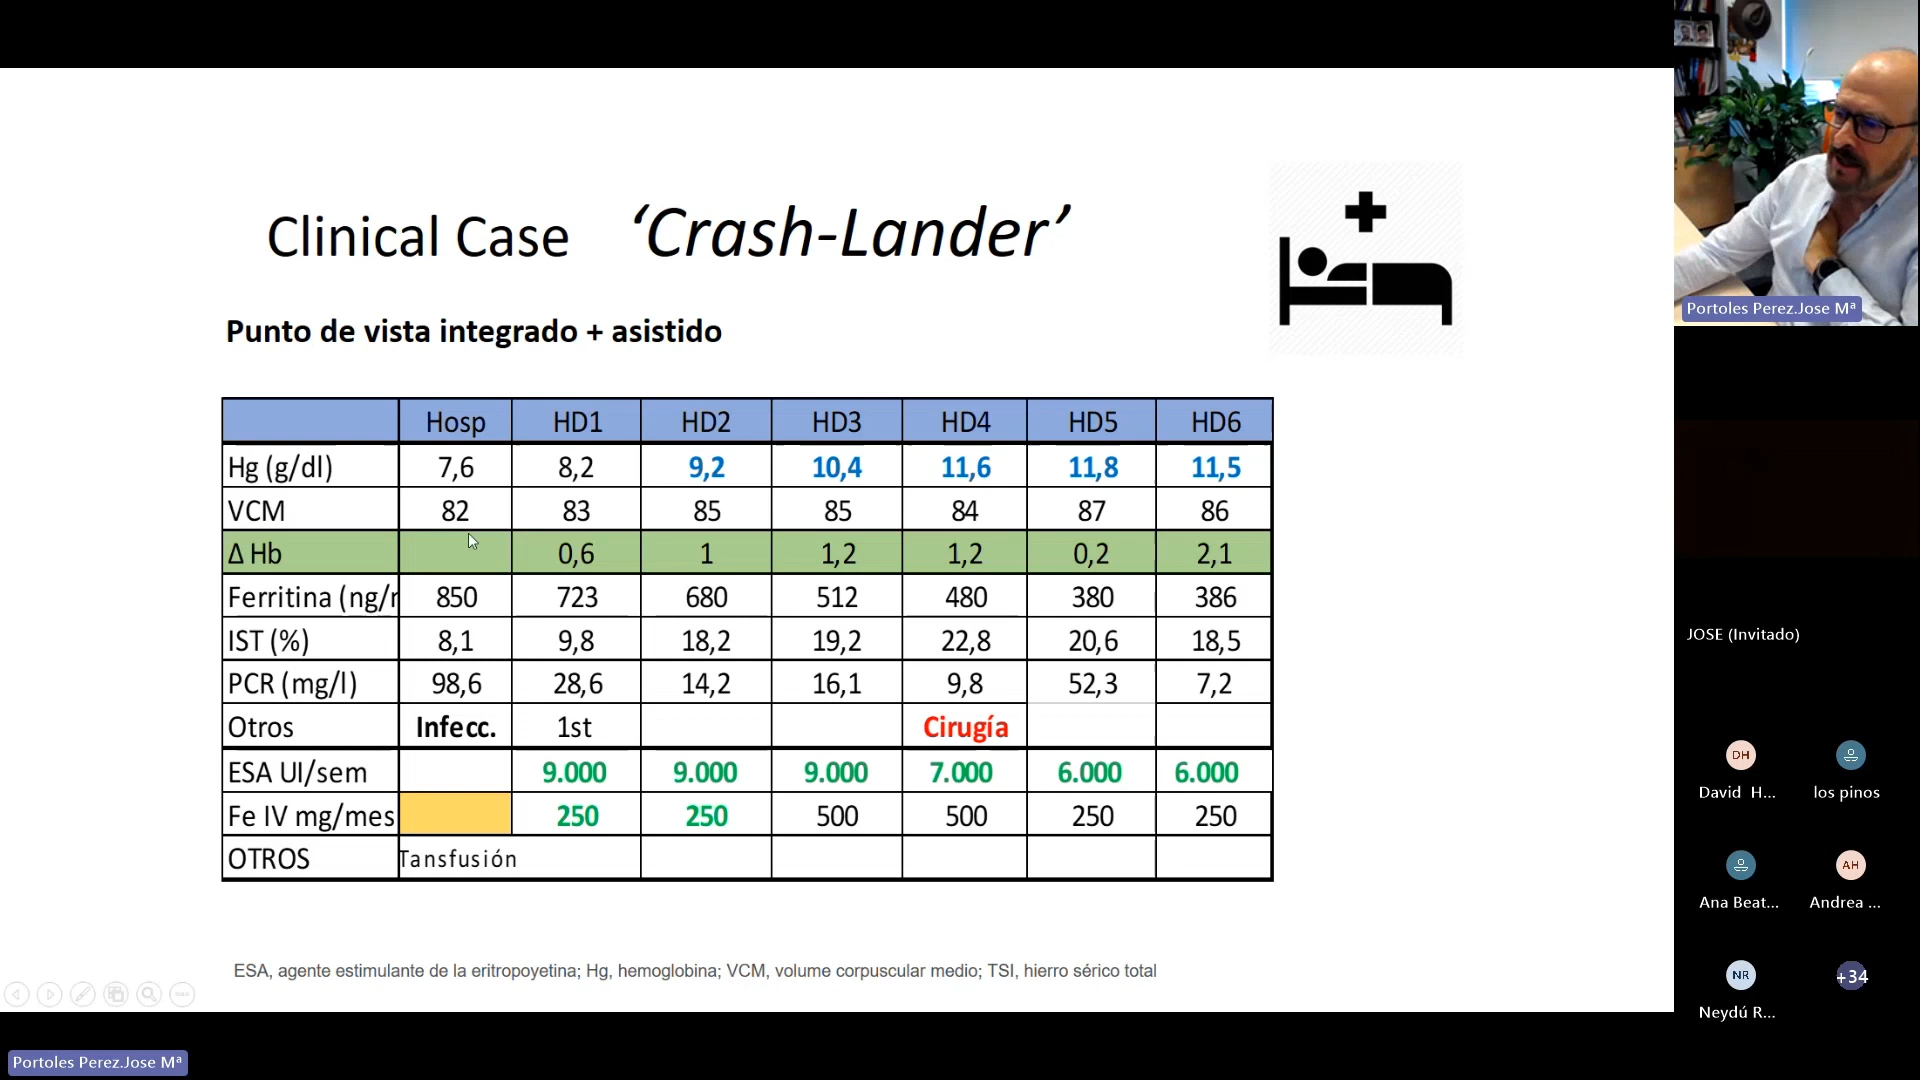 Clinical Case ‘Crash-Lander’
Punto de vista integrado + asistido
Hosp HD1 HD2 HD3 HD4 HD5 HD6
Hg (g/dl) 7,6 8,2 9,2 10,4 11,6 11,8 11,5
VCM 82 83 85 85 84 87 86
Δ Hb 0,6 1 1,2 1,2 0,2 2,1
Ferritina (ng/r 850 723 680 512 480 380 386
IST (%) 8,1 9,8 18,2 19,2 22,8 20,6 18,5
PCR (mg/l) 98,6 28,6 14,2 16,1 9,8 52,3 7,2
Otros Infecc. 1st Cirugía
ESA UI/sem 9.000 9.000 9.000 7.000 6.000 6.000
Fe IV mg/mes 250 250 500 500 250 250
OTROS Tansfusión
ESA, agente estimulante de la eritropoyetina; Hg, hemoglobina; VCM, volumen corpuscular medio; TSI, hierro sérico total
Portoles Perez.Jose Mª
Portoles Perez.Jose Mª
JOSE (Invitado)
DH
David H...
los pinos
Ana Beat...
AH
Andrea ...
NR
Neydú R...
+34